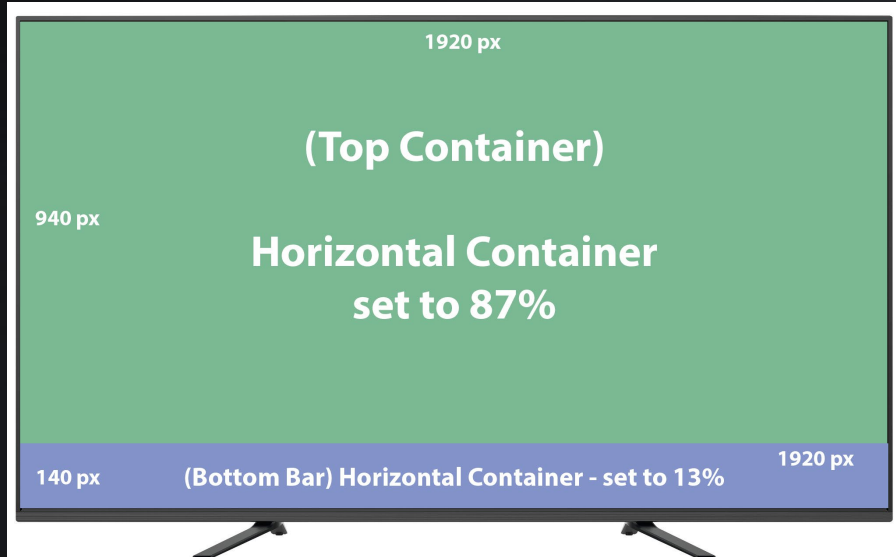 1920 px
(Top Container)
940 px
Horizontal Container
set to 87%
1920 px
140 px
(Bottom Bar) Horizontal Container - set to 13%